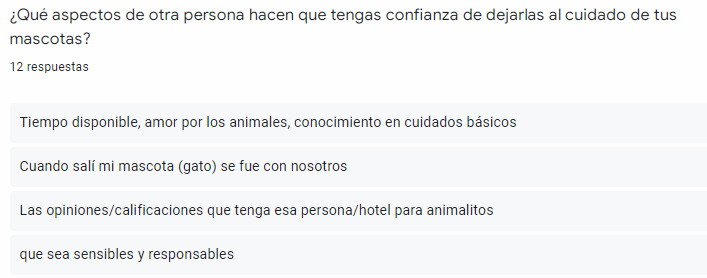 ¿Qué aspectos de otra persona hacen que tengas confianza de dejarlas al cuidado de tus
mascotas?
12 respuestas
Tiempo disponible, amor por los animales, conocimiento en cuidados básicos
Cuando salí mi mascota (gato) se fue con nosotros
Las opiniones/calificaciones que tenga esa persona/hotel para animalitos
que sea sensibles y responsables